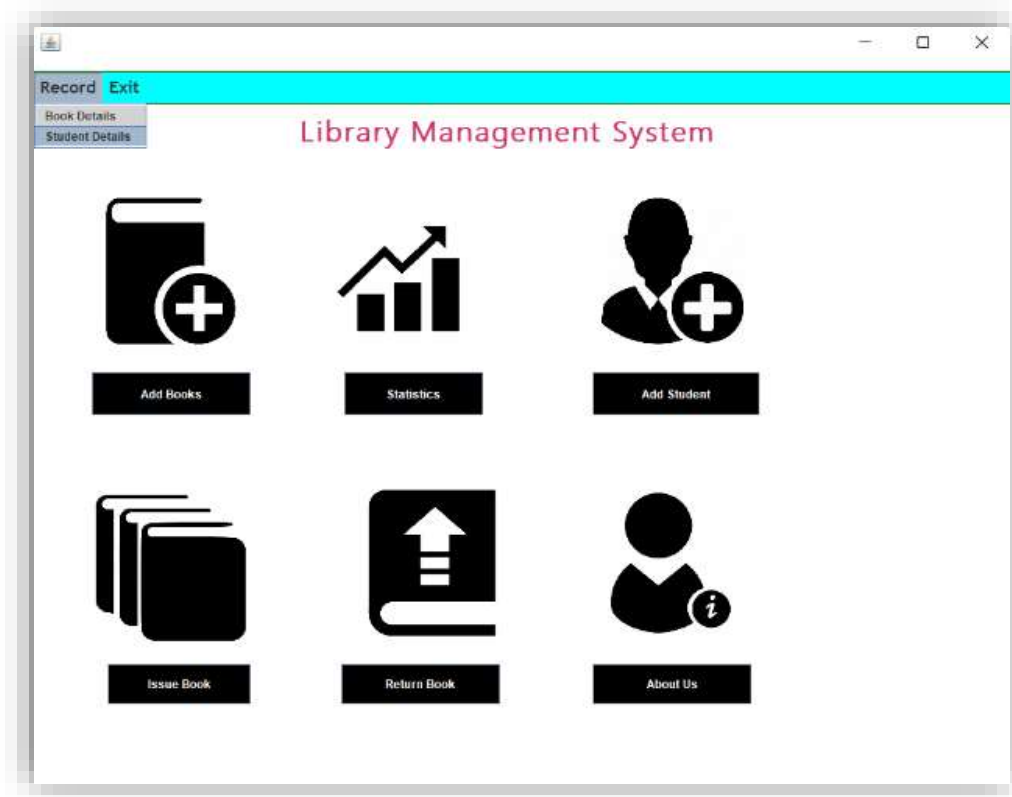 Record Exit
Book Details
Student Details
Library Management System
Add Books
Statistics
Add Student
i
Issue Book
Return Book
About Us